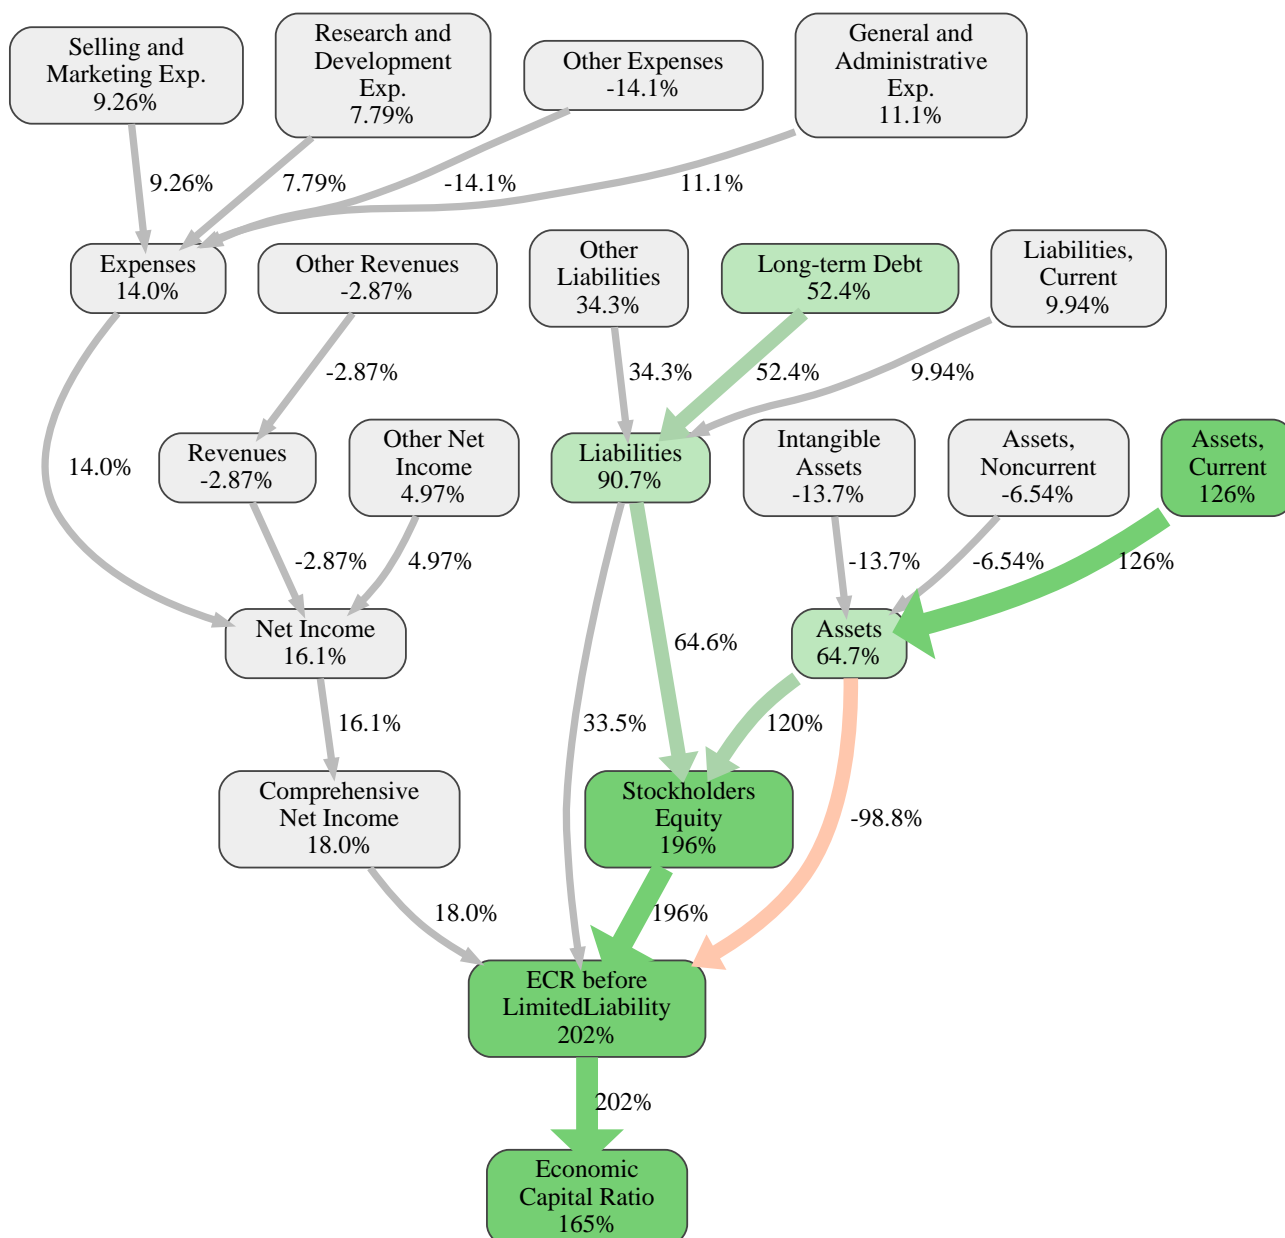 Selling and
Marketing Exp.
9.26%
Research and
Development
Exp.
7.79%
Other Expenses
-14.1%
General and
Administrative
Exp.
11.1%
9.26%
7.79%
-14.1%
11.1%
Expenses
14.0%
Other Revenues
-2.87%
Other
Liabilities
34.3%
Long-term Debt
52.4%
Liabilities,
Current
9.94%
-2.87%
34.3%
52.4%
9.94%
14.0%
Revenues
-2.87%
Other Net
Income
4.97%
Liabilities
90.7%
Intangible
Assets
-13.7%
Assets,
Noncurrent
-6.54%
Assets,
Current
126%
-2.87%
4.97%
-13.7%
-6.54%
126%
Net Income
16.1%
64.6%
Assets
64.7%
16.1%
33.5%
120%
Comprehensive
Net Income
18.0%
Stockholders
Equity
196%
-98.8%
18.0%
196%
ECR before
LimitedLiability
202%
202%
Economic
Capital Ratio
165%